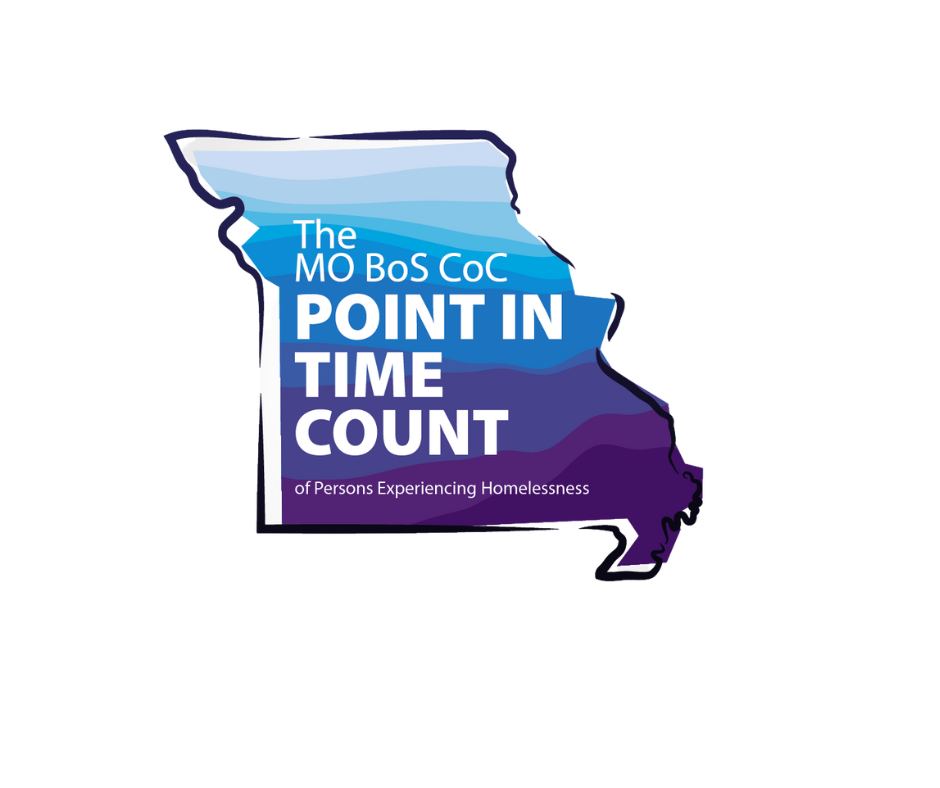 The
MO BoS CoC
POINT IN
TIME
COUNT
of Persons Experiencing Homelessness